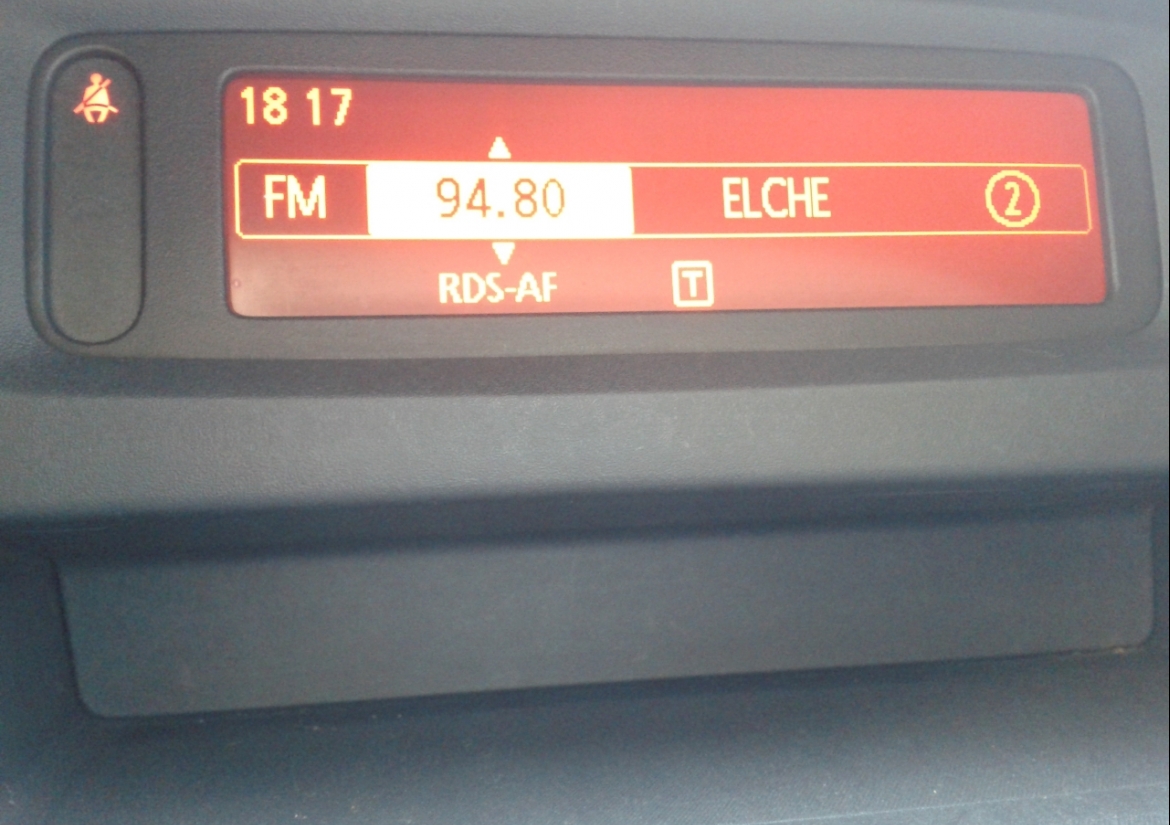 18 17
FM 94.80 ELCHE 2
RDS-AF T